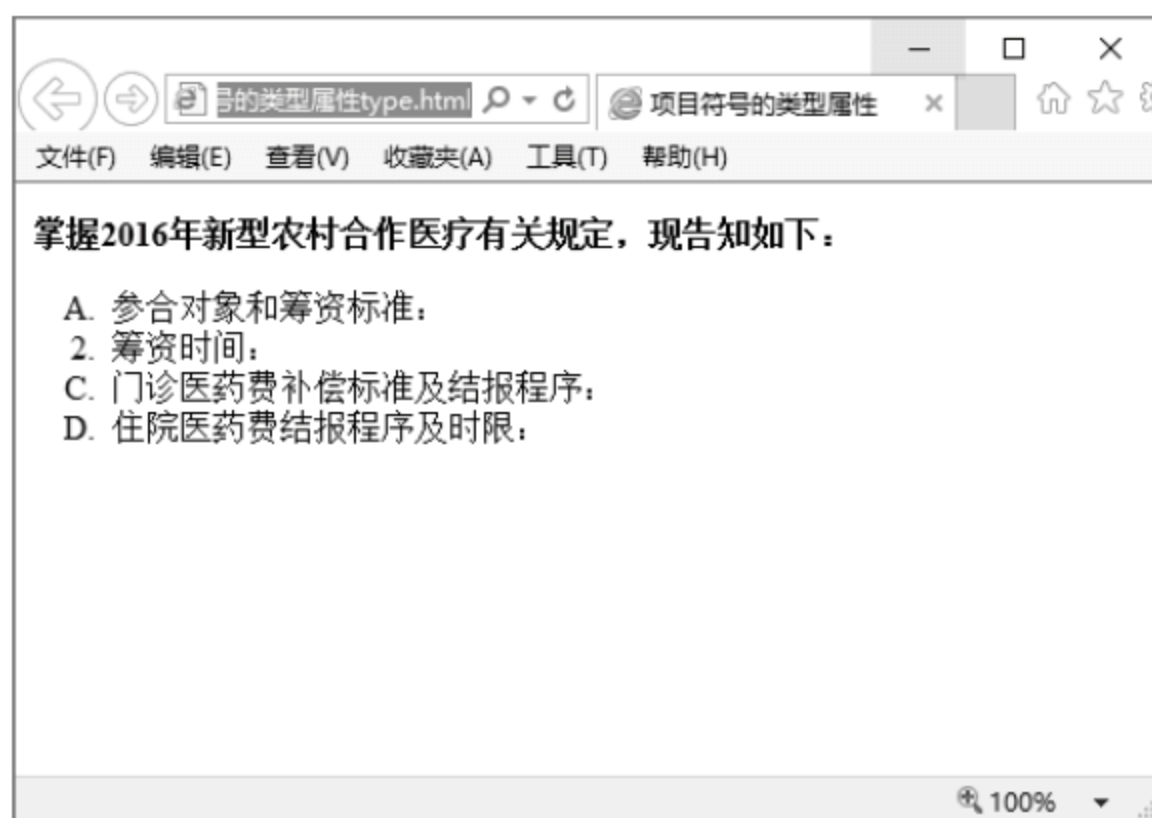 号的类型属性type.html
项目符号的类型属性
文件(F) 编辑(E) 查看(V) 收藏夹(A) 工具(T) 帮助(H)
掌握2016年新型农村合作医疗有关规定，现告知如下：
A. 参合对象和筹资标准：
2. 筹资时间：
C. 门诊医药费补偿标准及结报程序：
D. 住院医药费结报程序及时限：
100%